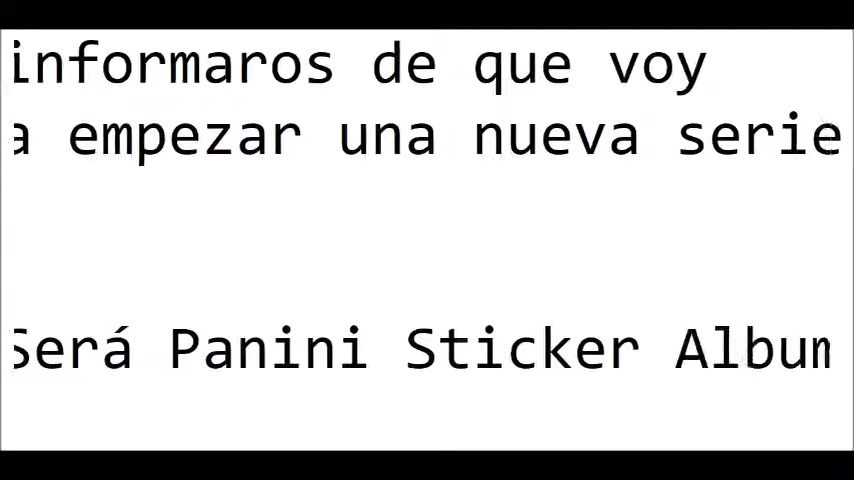 informaros de que voy
a empezar una nueva serie
Será Panini Sticker Album